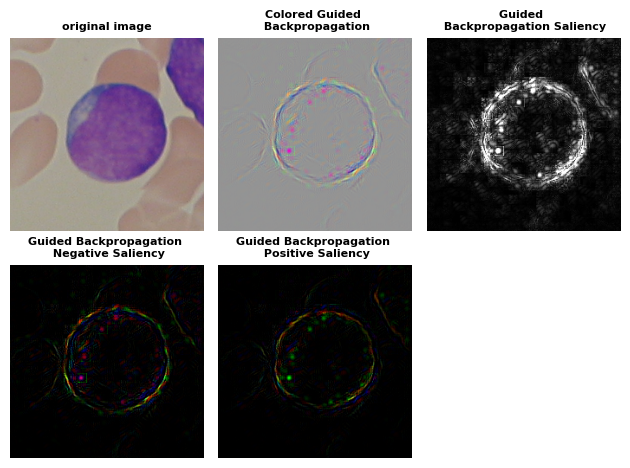 original image
Colored Guided
Backpropagation
Guided
Backpropagation Saliency
Guided Backpropagation
Negative Saliency
Guided Backpropagation
Positive Saliency